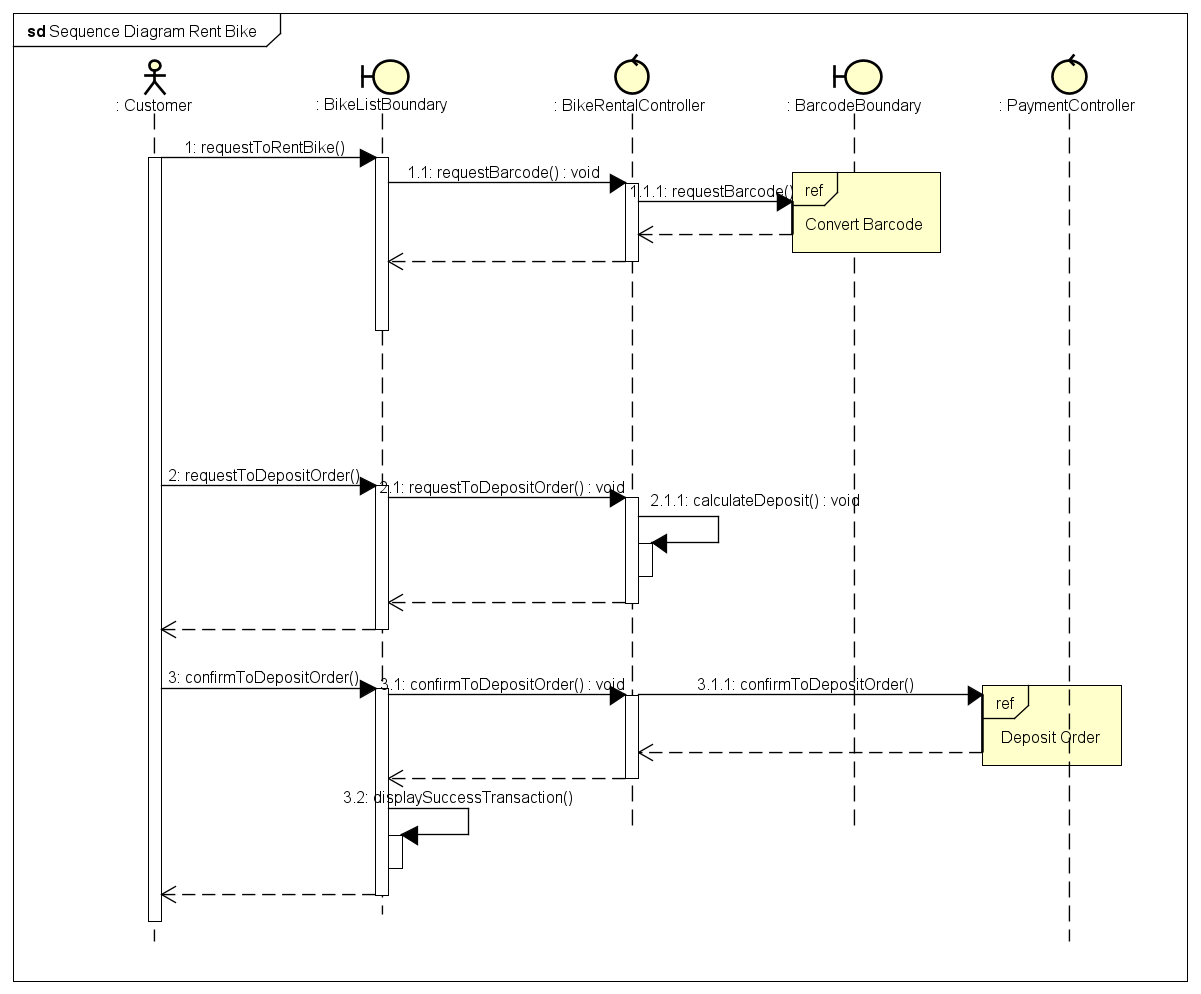 sd Sequence Diagram Rent Bike
: Customer
: BikeListBoundary
: BikeRentalController
: BarcodeBoundary
: PaymentController
1: requestToRentBike()
1.1: requestBarcode() : void
1.1.1: requestBarcode()
ref
Convert Barcode
2: requestToDepositOrder()
2.1: requestToDepositOrder() : void
2.1.1: calculateDeposit() : void
3: confirmToDepositOrder()
3.1: confirmToDepositOrder() : void
3.1.1: confirmToDepositOrder()
ref
Deposit Order
3.2: displaySuccessTransaction()